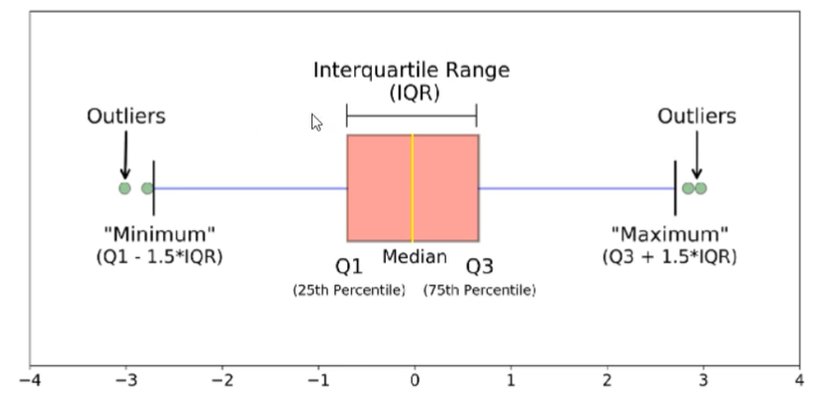 Interquartile Range
(IQR)
Outliers
Outliers
"Minimum"
(Q1 - 1.5*IQR)
"Maximum"
(Q3 + 1.5*IQR)
Median
Q1
Q3
(25th Percentile)
(75th Percentile)
−4 −3 −2 −1 0 1 2 3 4